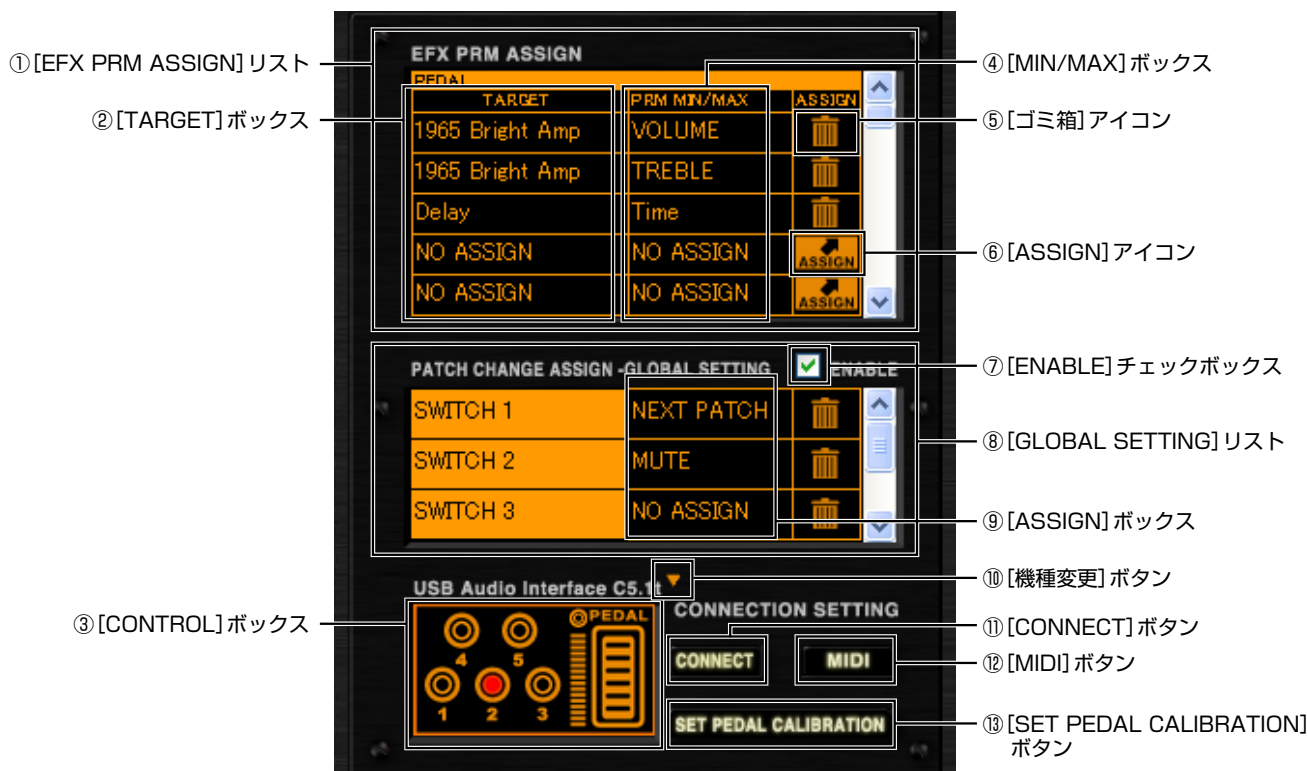 ①[EFX PRM ASSIGN]リスト
②[TARGET]ボックス
③[CONTROL]ボックス
EFX PRM ASSIGN
PEDAL
TARGET PRM MIN/MAX ASSIGN
1965 Bright Amp VOLUME
1965 Bright Amp TREBLE
Delay Time
NO ASSIGN NO ASSIGN ASSIGN
NO ASSIGN NO ASSIGN ASSIGN
PATCH CHANGE ASSIGN -GLOBAL SETTING ENABLE
SWITCH 1 NEXT PATCH
SWITCH 2 MUTE
SWITCH 3 NO ASSIGN
USB Audio Interface C5.1t
PEDAL
4 5
1 2 3
CONNECTION SETTING
CONNECT MIDI
SET PEDAL CALIBRATION
④[MIN/MAX]ボックス
⑤[ゴミ箱]アイコン
⑥[ASSIGN]アイコン
⑦[ENABLE]チェックボックス
⑧[GLOBAL SETTING]リスト
⑨[ASSIGN]ボックス
⑩[機種変更]ボタン
⑪[CONNECT]ボタン
⑫[MIDI]ボタン
⑬[SET PEDAL CALIBRATION]
ボタン